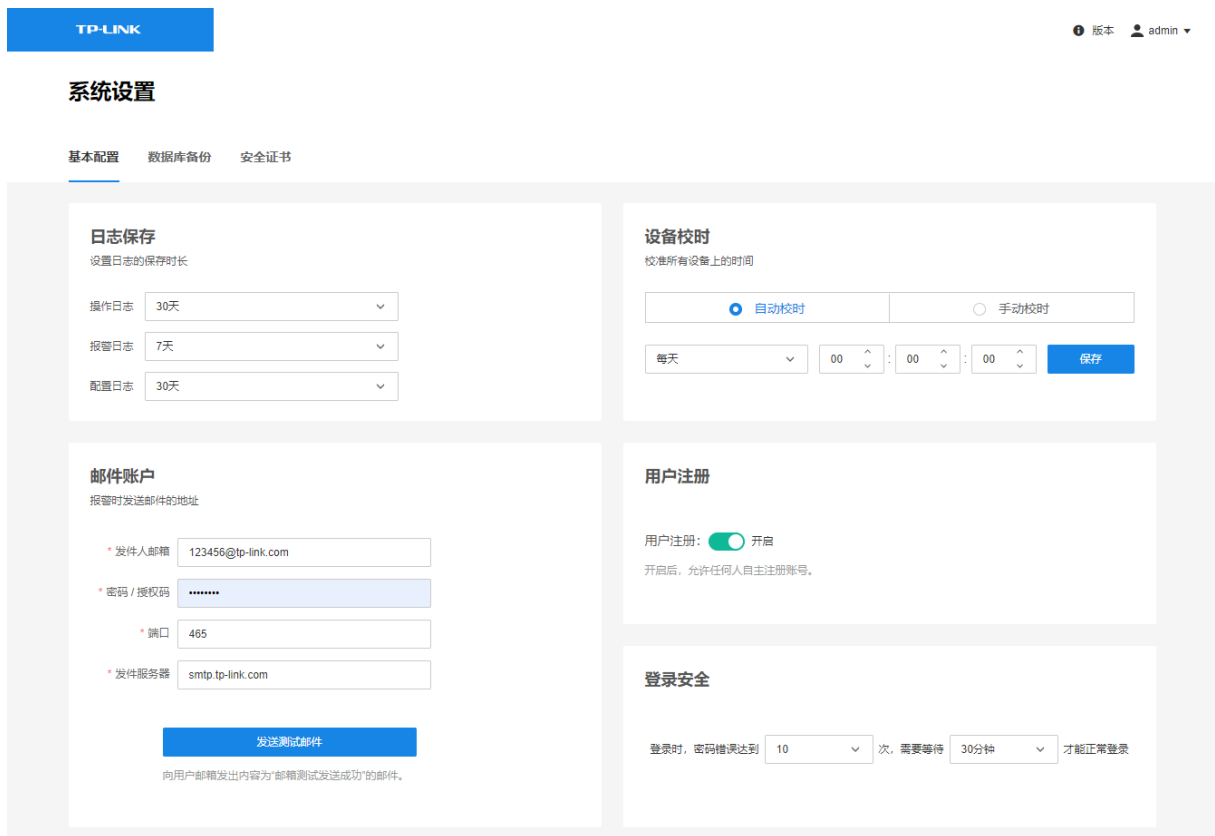 TP-LINK
版本 admin
系统设置
基本配置 数据库备份 安全证书
日志保存
设置日志的保存时长
操作日志 30天
报警日志 7天
配置日志 30天
设备校时
校准所有设备上的时间
自动校时 手动校时
每天 00 : 00 : 00 保存
邮件账户
报警时发送邮件的地址
* 发件人邮箱 123456@tp-link.com
* 密码 / 授权码 ••••••••
* 端口 465
* 发件服务器 smtp.tp-link.com
发送测试邮件
向用户邮箱发出内容为“邮箱测试发送成功”的邮件。
用户注册
用户注册： 开启
开启后，允许任何人自主注册账号。
登录安全
登录时，密码错误达到 10 次，需要等待 30分钟 才能正常登录